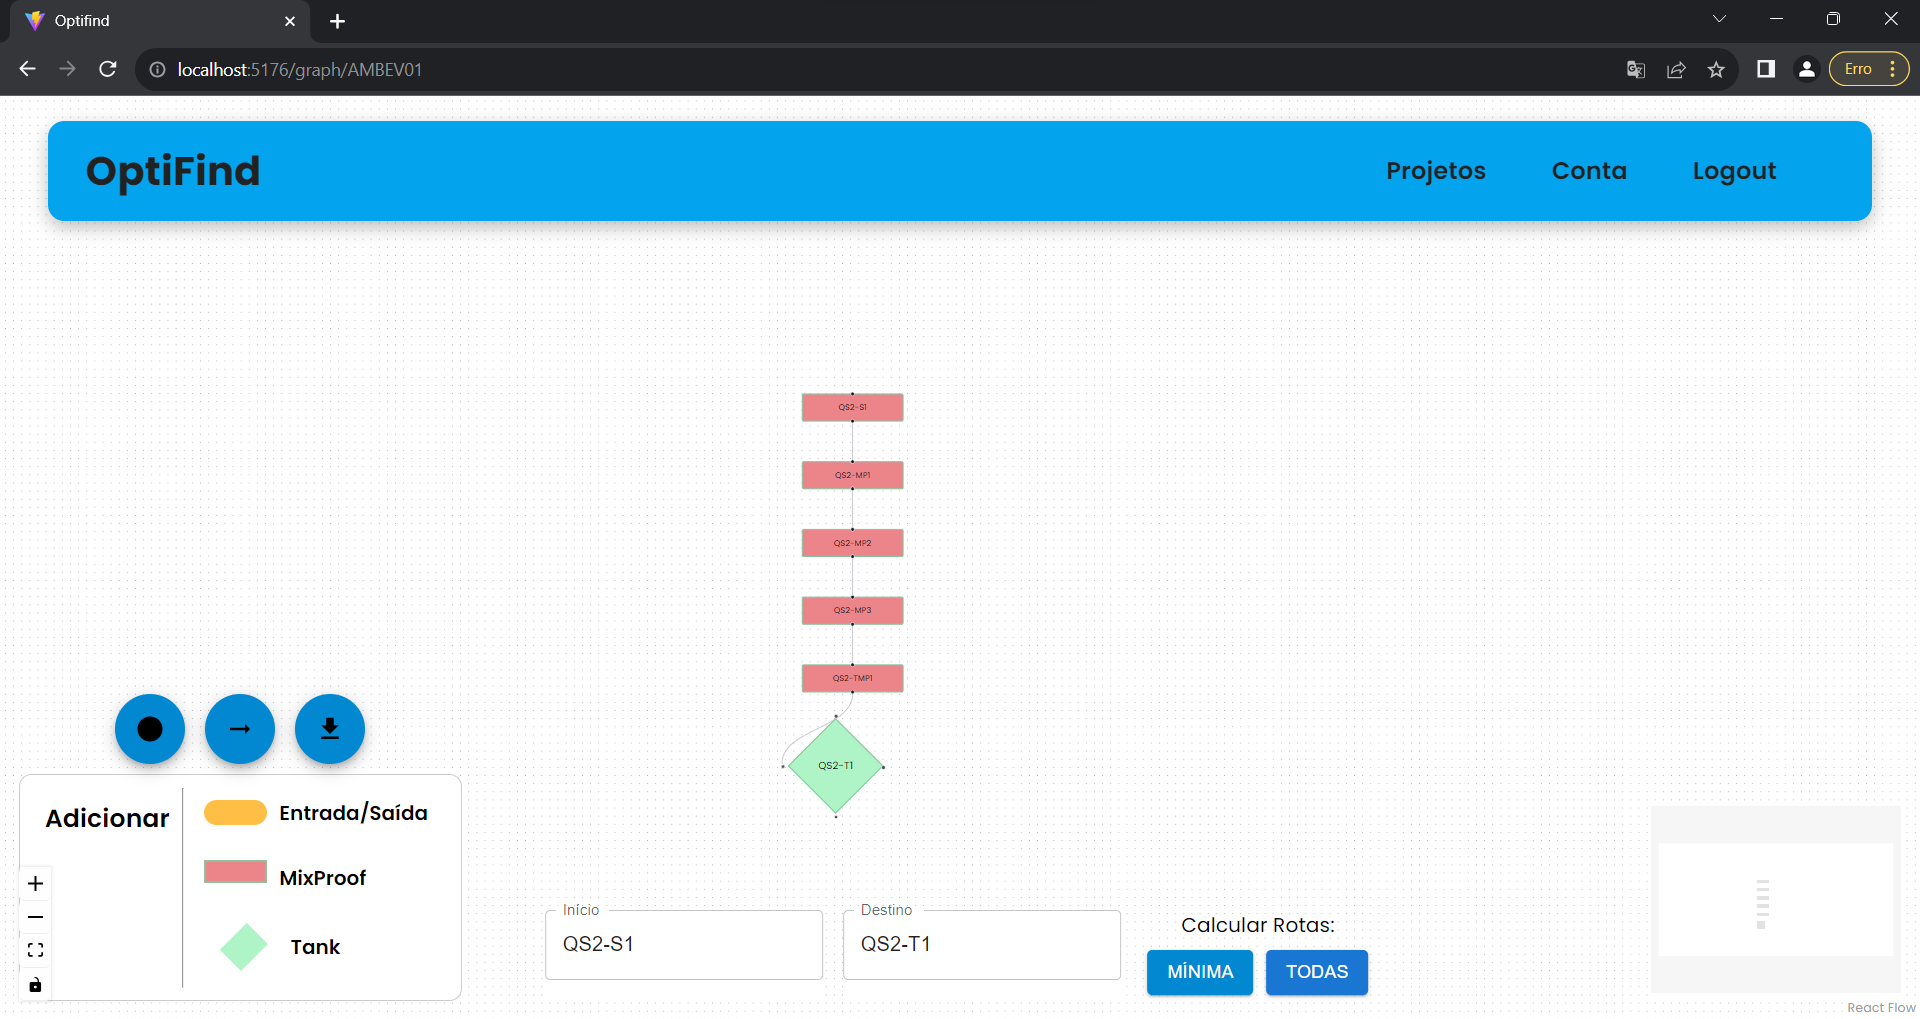 Optifind
localhost:5176/graph/AMBEV01
Erro
OptiFind
Projetos
Conta
Logout
QS2-S1
QS2-MP1
QS2-MP2
QS2-MP3
QS2-TMP1
QS2-T1
Adicionar
Entrada/Saída
MixProof
Tank
Início
QS2-S1
Destino
QS2-T1
Calcular Rotas:
MÍNIMA
TODAS
React Flow